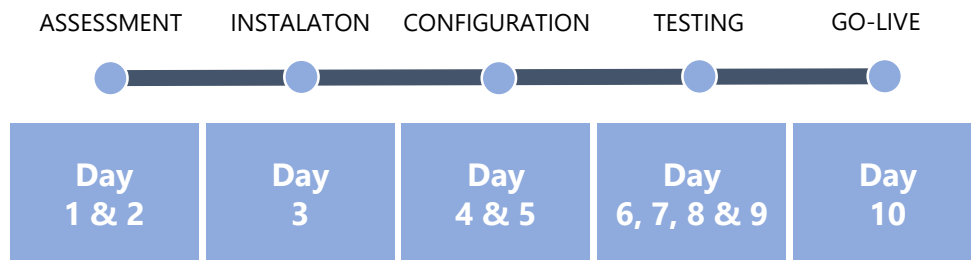 ASSESSMENT INSTALATON CONFIGURATION TESTING GO-LIVE
Day Day Day Day Day
1 & 2 3 4 & 5 6, 7, 8 & 9 10